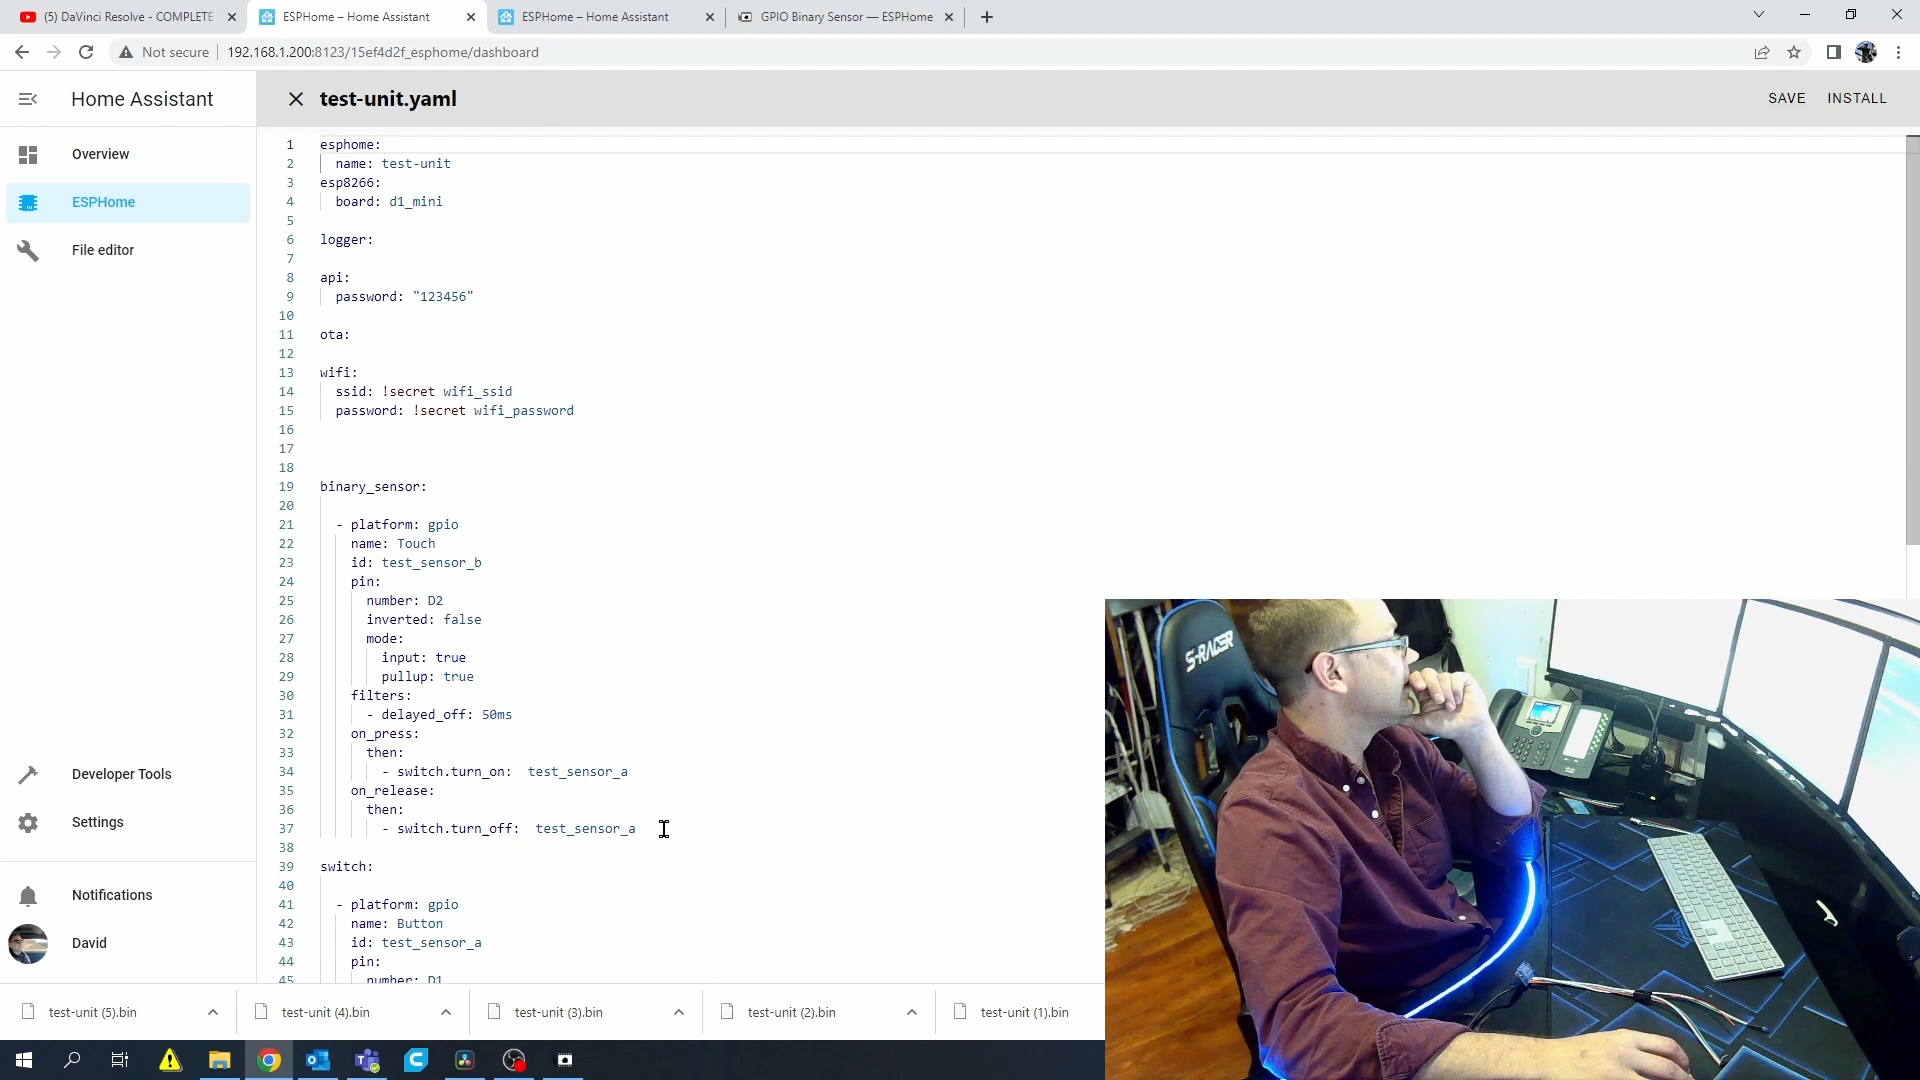 (5) DaVinci Resolve - COMPLETE
ESPHome – Home Assistant
ESPHome – Home Assistant
GPIO Binary Sensor — ESPHome
Not secure
192.168.1.200:8123/15ef4d2f_esphome/dashboard
Home Assistant
test-unit.yaml
SAVE
INSTALL
Overview
ESPHome
File editor
Developer Tools
Settings
Notifications
David
1 esphome:
2 name: test-unit
3 esp8266:
4 board: d1_mini
5
6 logger:
7
8 api:
9 password: "123456"
10
11 ota:
12
13 wifi:
14 ssid: !secret wifi_ssid
15 password: !secret wifi_password
16
17
18
19 binary_sensor:
20
21 - platform: gpio
22 name: Touch
23 id: test_sensor_b
24 pin:
25 number: D2
26 inverted: false
27 mode:
28 input: true
29 pullup: true
30 filters:
31 - delayed_off: 50ms
32 on_press:
33 then:
34 - switch.turn_on:  test_sensor_a
35 on_release:
36 then:
37 - switch.turn_off:  test_sensor_a
38
39 switch:
40
41 - platform: gpio
42 name: Button
43 id: test_sensor_a
44 pin:
45 number: D1
S-RACER
test-unit (5).bin
test-unit (4).bin
test-unit (3).bin
test-unit (2).bin
test-unit (1).bin